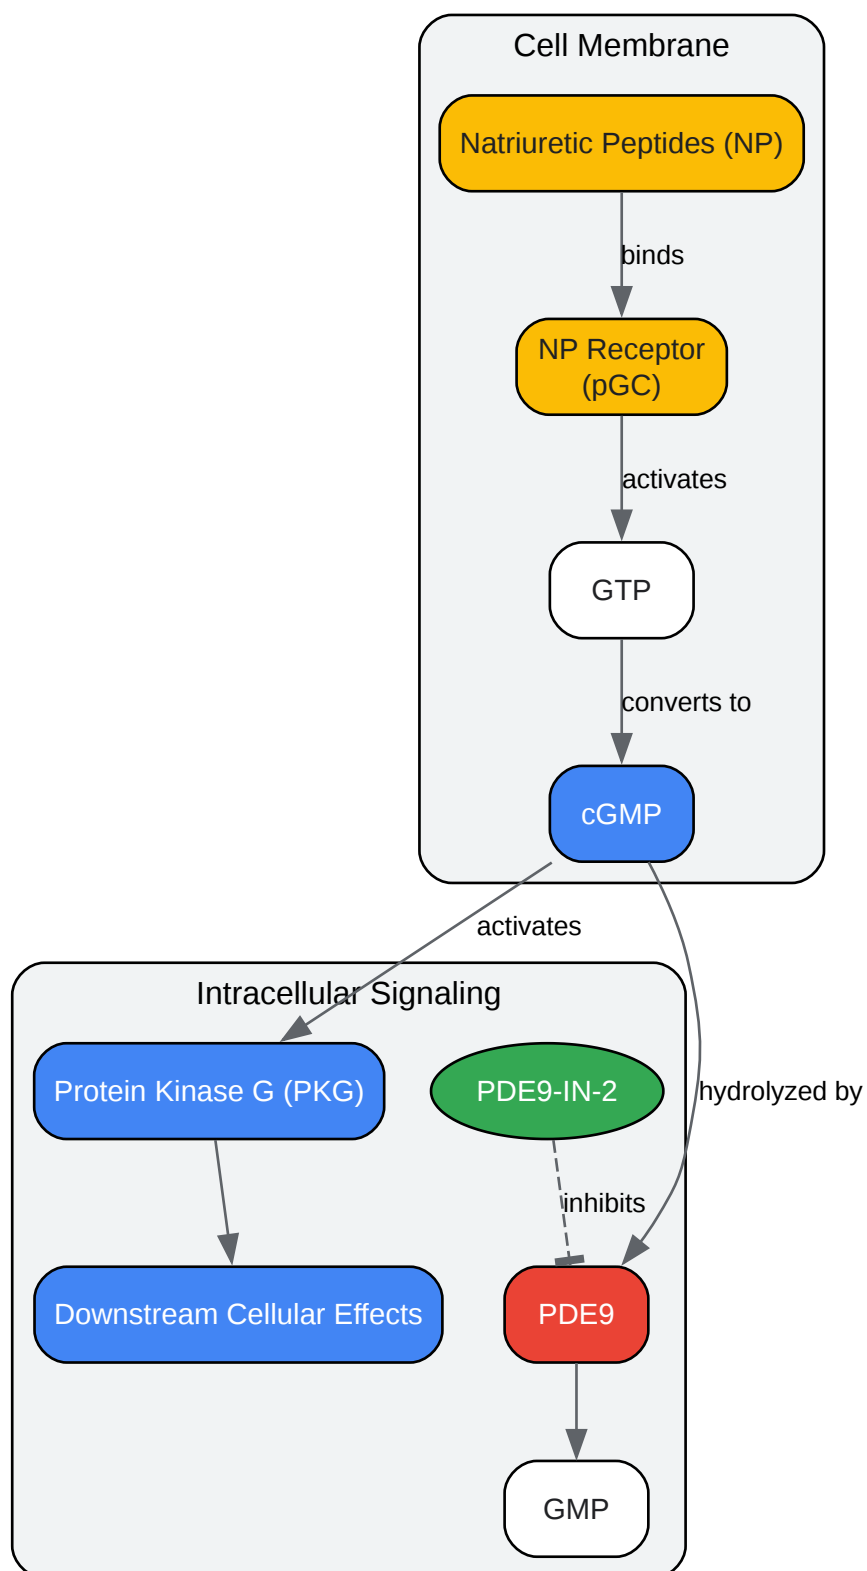 Cell Membrane
Natriuretic Peptides (NP)
binds
NP Receptor
(pGC)
activates
GTP
converts to
cGMP
activates
Intracellular Signaling
Protein Kinase G (PKG)
PDE9-IN-2
hydrolyzed by
inhibits
Downstream Cellular Effects
PDE9
GMP